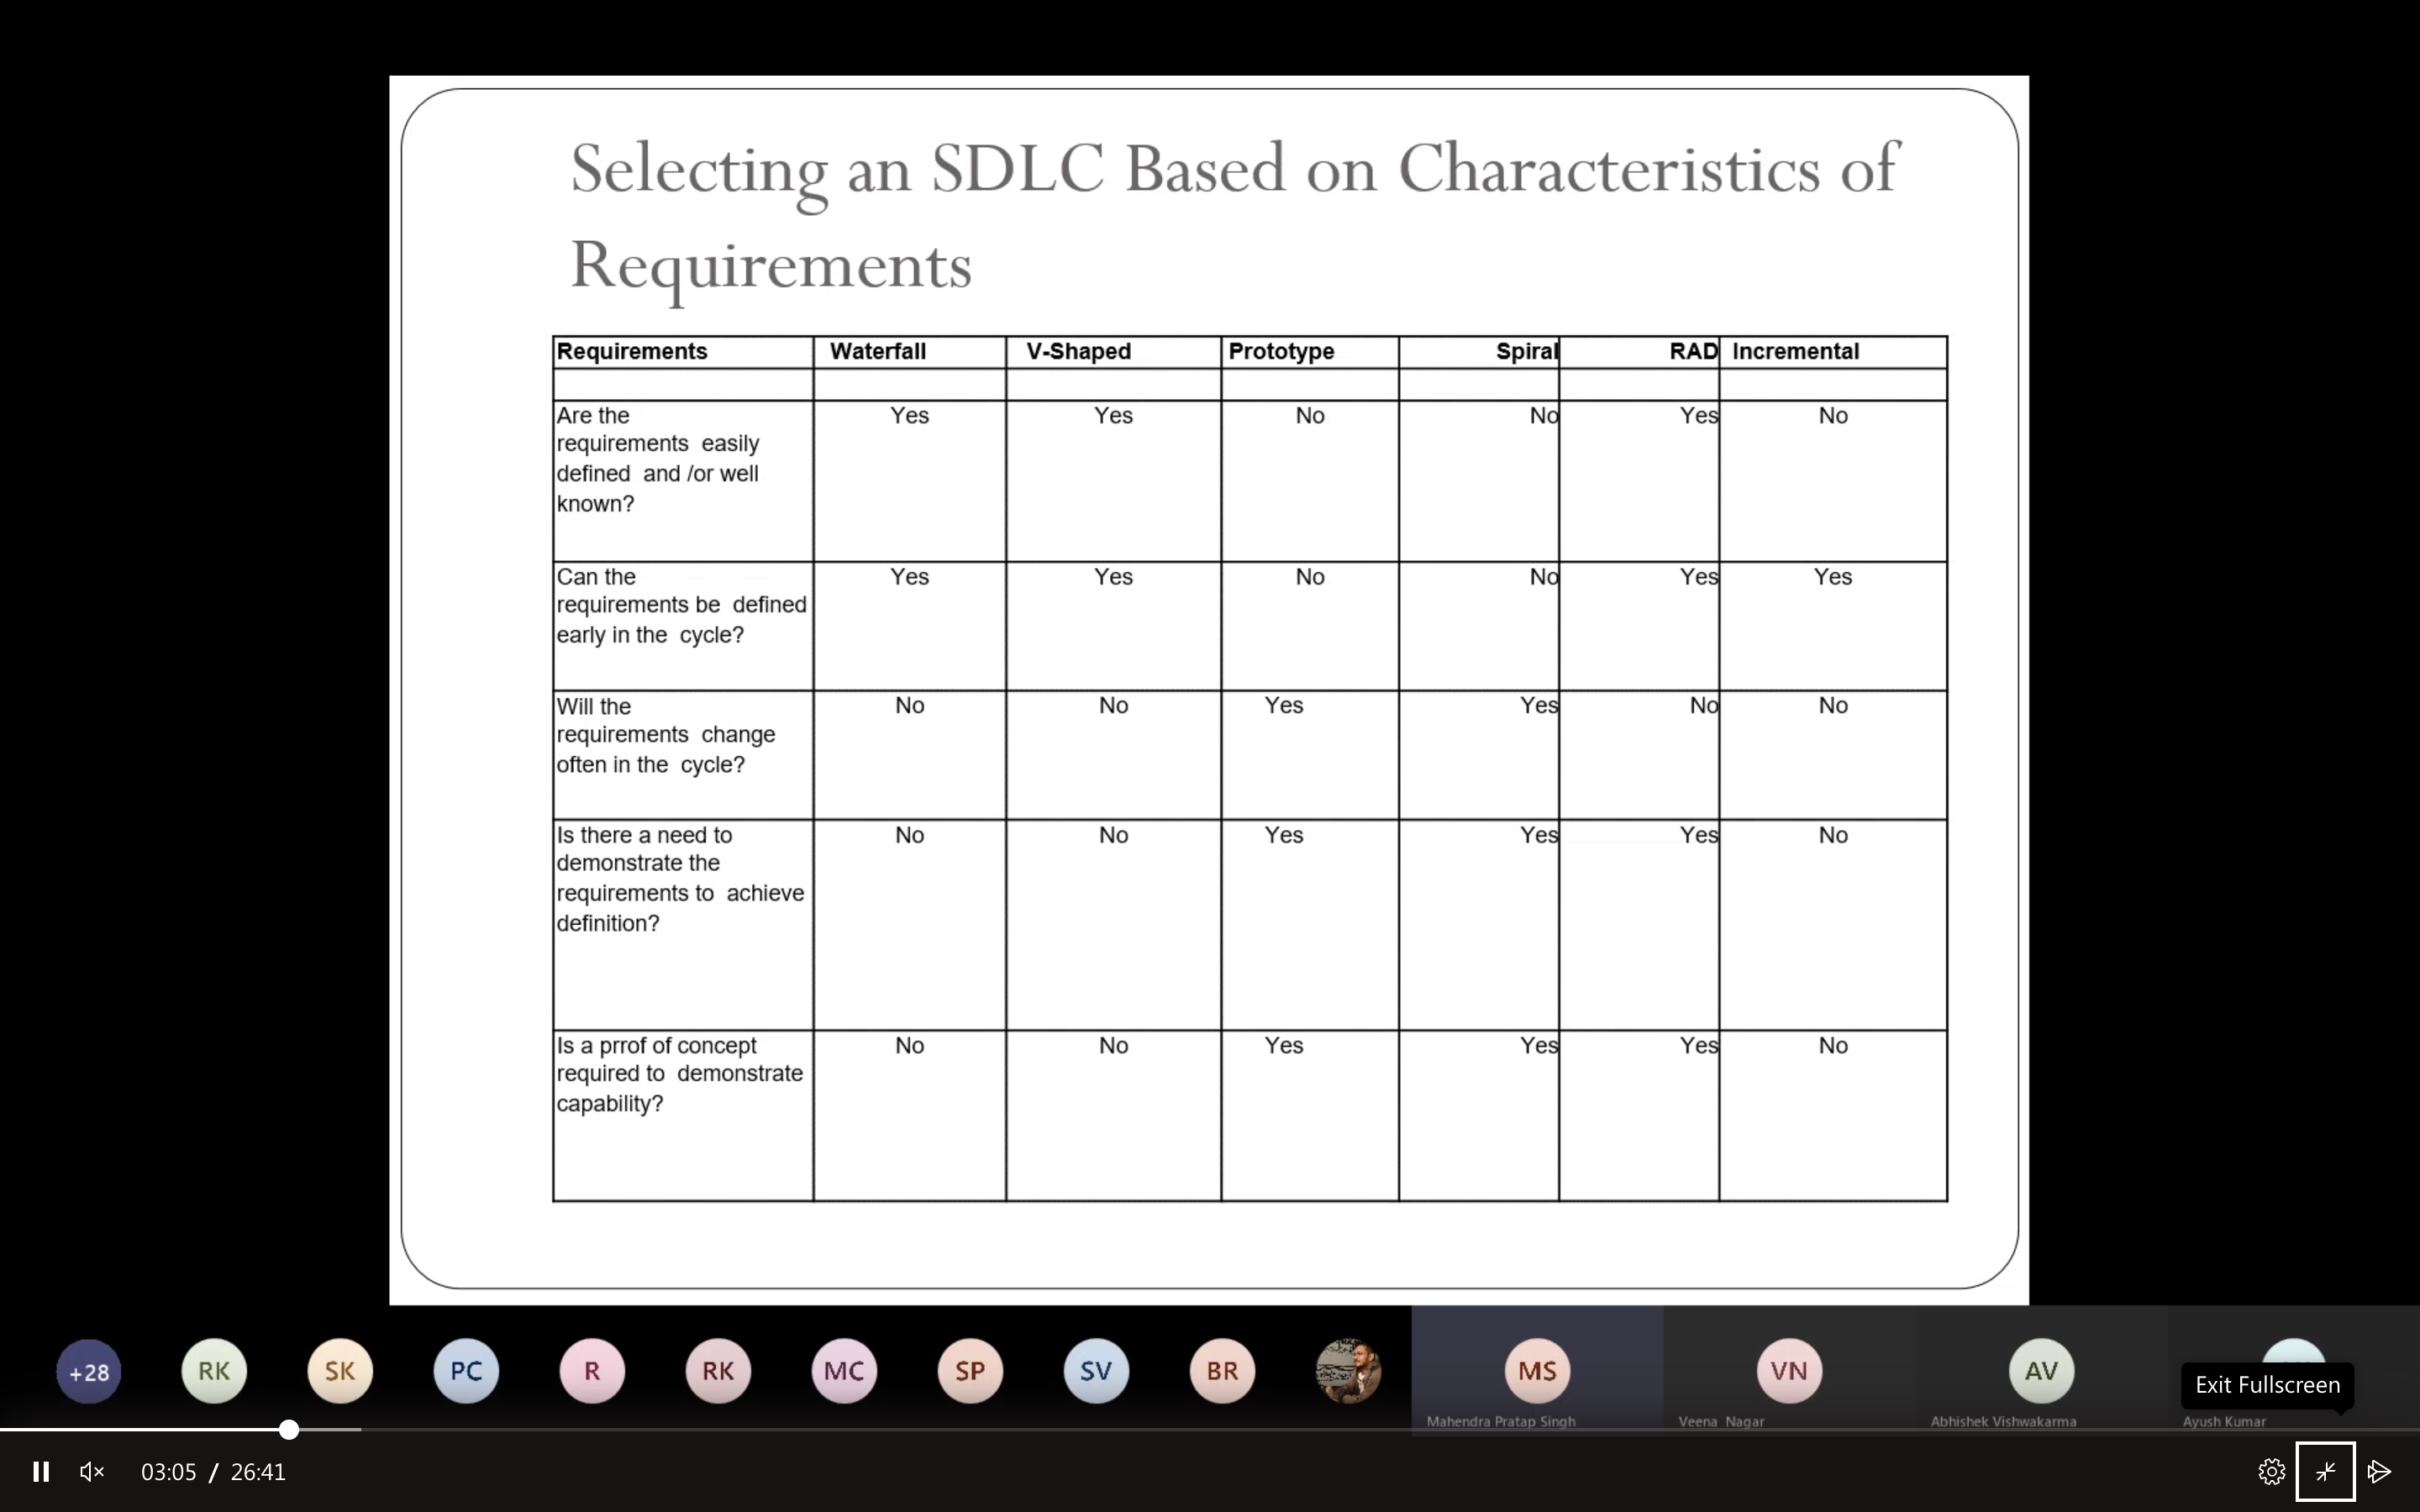 Selecting an SDLC Based on Characteristics of
Requirements
Requirements Waterfall V-Shaped Prototype Spiral RAD Incremental
Are the Yes Yes No No Yes No
requirements easily
defined and /or well
known?
Can the Yes Yes No No Yes Yes
requirements be defined
early in the cycle?
Will the No No Yes Yes No No
requirements change
often in the cycle?
Is there a need to No No Yes Yes Yes No
demonstrate the
requirements to achieve
definition?
Is a prrof of concept No No Yes Yes Yes No
required to demonstrate
capability?
+28 RK SK PC R RK MC SP SV BR MS VN AV
Exit Fullscreen
Mahendra Pratap Singh Veena Nagar Abhishek Vishwakarma Ayush Kumar
03:05 / 26:41